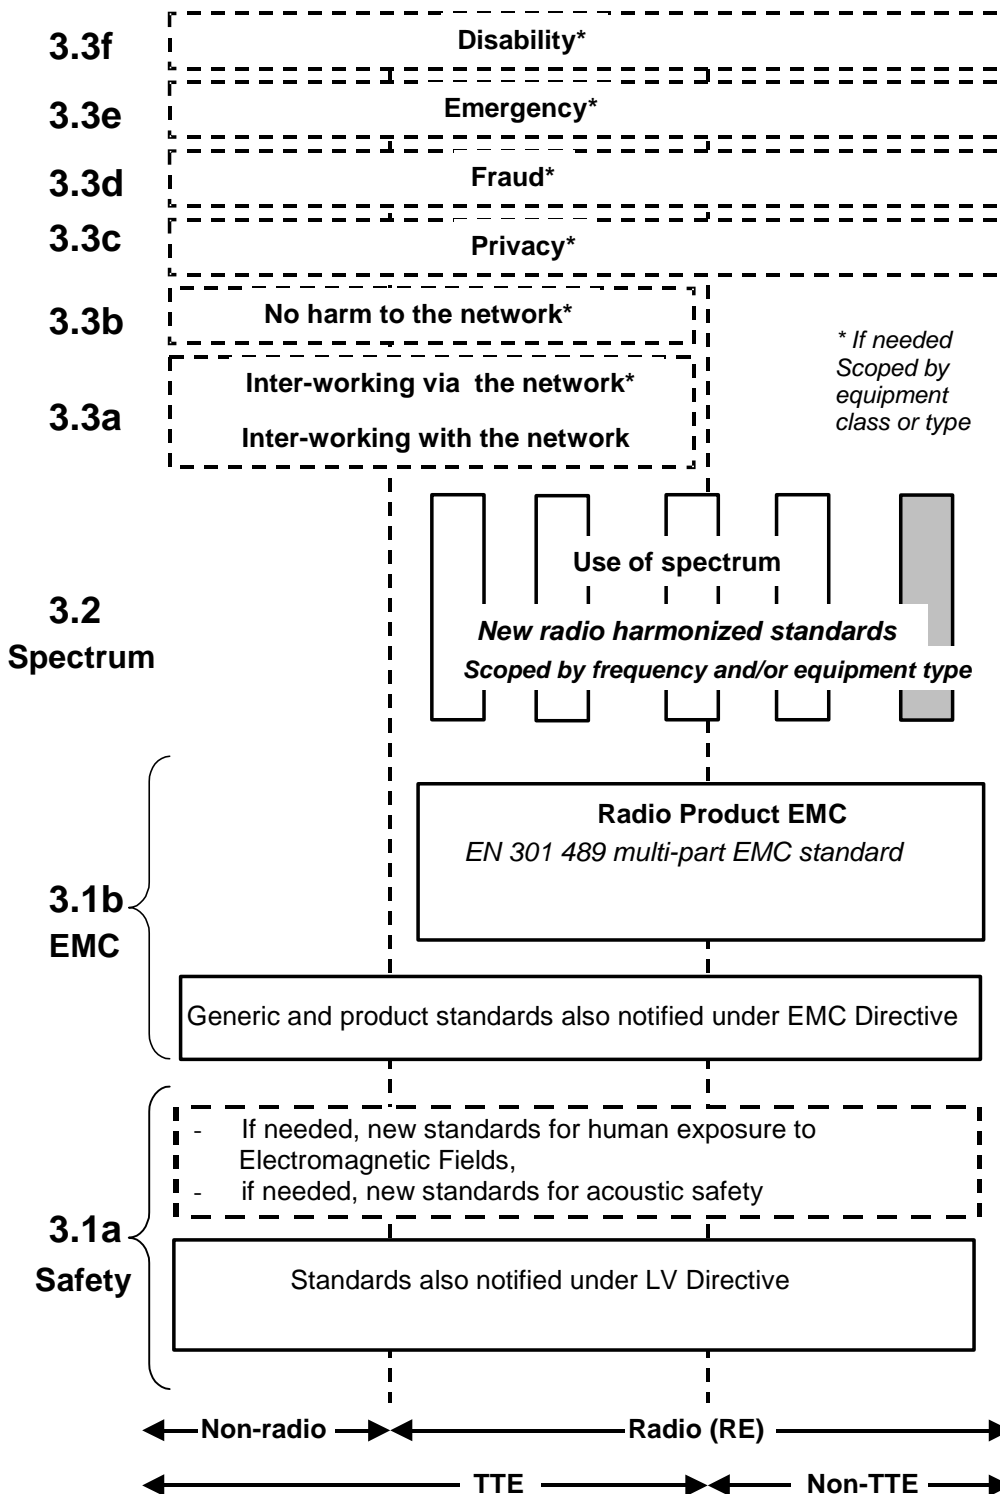 3.3f
Disability*
3.3e
Emergency*
3.3d
Fraud*
3.3c
Privacy*
3.3b
No harm to the network*
3.3a
Inter-working via the network*
Inter-working with the network
* If needed
Scoped by
equipment
class or type
3.2
Spectrum
Use of spectrum
New radio harmonized standards
Scoped by frequency and/or equipment type
3.1b
EMC
Radio Product EMC
EN 301 489 multi-part EMC standard
Generic and product standards also notified under EMC Directive
3.1a
Safety
- If needed, new standards for human exposure to
Electromagnetic Fields,
- if needed, new standards for acoustic safety
Standards also notified under LV Directive
Non-radio
Radio (RE)
TTE
Non-TTE